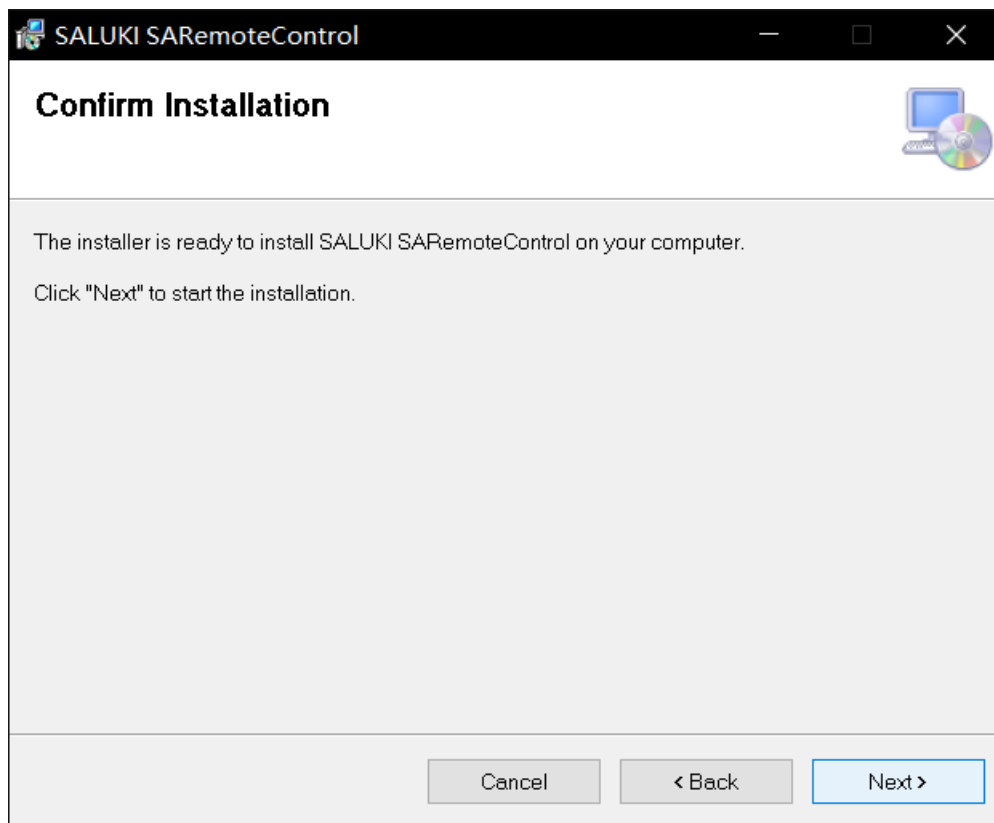 SALUKI SARemoteControl
Confirm Installation
The installer is ready to install SALUKI SARemoteControl on your computer.
Click "Next" to start the installation.
Cancel
< Back
Next >